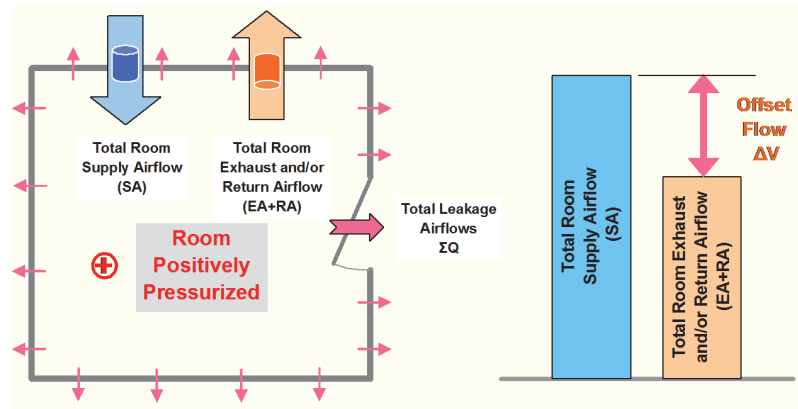 Total Room
Supply Airflow
(SA)
Total Room
Exhaust and/or
Return Airflow
(EA+RA)
Total Leakage
Airflows
ΣQ
Room
Positively
Pressurized
Total Room
Supply Airflow
(SA)
Total Room Exhaust
and/or Return Airflow
(EA+RA)
Offset
Flow
ΔV